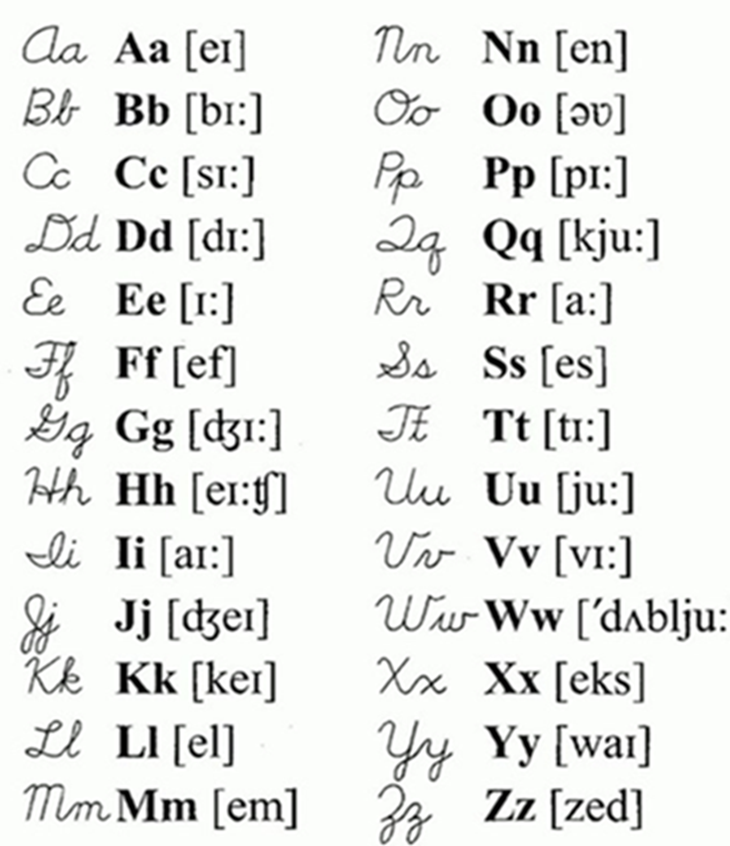 Aa Aa [eɪ]
Bb Bb [bɪ:]
Cc Cc [sɪ:]
Dd Dd [dɪ:]
Ee Ee [ɪ:]
Ff Ff [ef]
Gg Gg [ʤɪ:]
Hh Hh [eɪ:ʧ]
Ii Ii [aɪ:]
Jj Jj [ʤeɪ]
Kk Kk [keɪ]
Ll Ll [el]
Mm Mm [em]
Nn Nn [en]
Oo Oo [əʋ]
Pp Pp [pɪ:]
Qq Qq [kju:]
Rr Rr [a:]
Ss Ss [es]
Tt Tt [tɪ:]
Uu Uu [ju:]
Vv Vv [vɪ:]
Ww Ww [′dʌblju:
Xx Xx [eks]
Yy Yy [waɪ]
Zz Zz [zed]